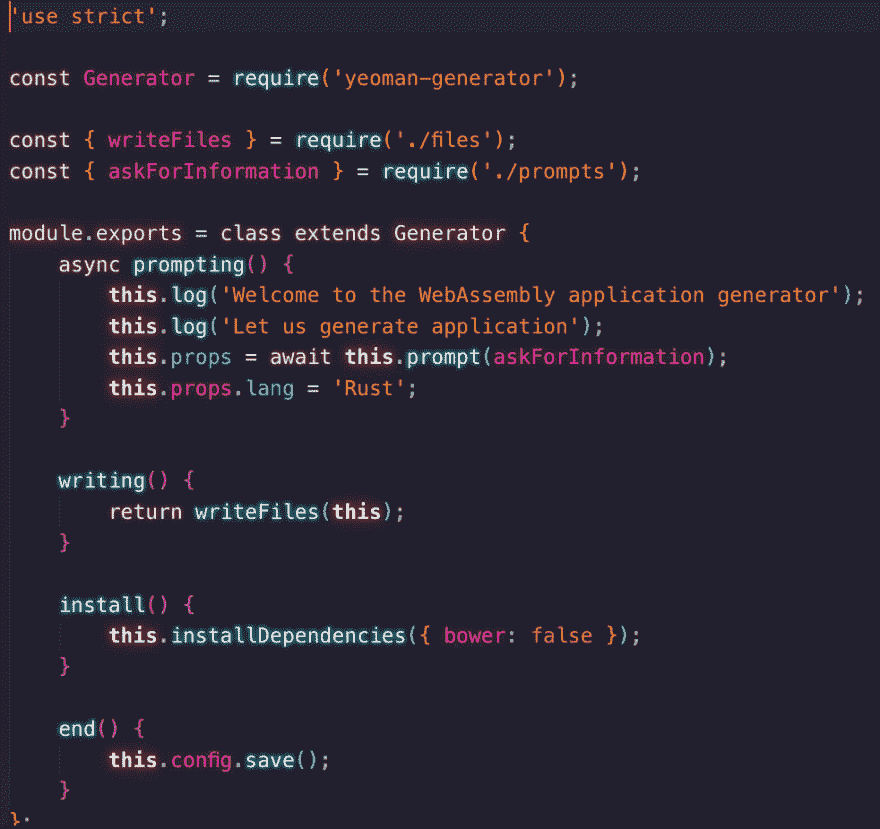 'use strict';

const Generator = require('yeoman-generator');

const { writeFiles } = require('./files');
const { askForInformation } = require('./prompts');

module.exports = class extends Generator {
    async prompting() {
        this.log('Welcome to the WebAssembly application generator');
        this.log('Let us generate application');
        this.props = await this.prompt(askForInformation);
        this.props.lang = 'Rust';
    }

    writing() {
        return writeFiles(this);
    }

    install() {
        this.installDependencies({ bower: false });
    }

    end() {
        this.config.save();
    }
};